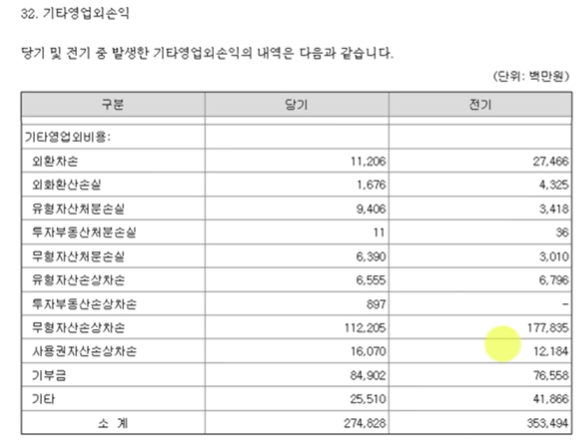 32. 기타영업외손익
당기 및 전기 중 발생한 기타영업외손익의 내역은 다음과 같습니다.
(단위: 백만원)
구분 당기 전기
기타영업외비용:
외환차손 11,206 27,466
외화환산손실 1,676 4,325
유형자산처분손실 9,406 3,418
투자부동산처분손실 11 36
무형자산처분손실 6,390 3,010
유형자산손상차손 6,555 6,796
투자부동산손상차손 897 -
무형자산손상차손 112,205 177,835
사용권자산손상차손 16,070 12,184
기부금 84,902 76,558
기타 25,510 41,866
소 계 274,828 353,494